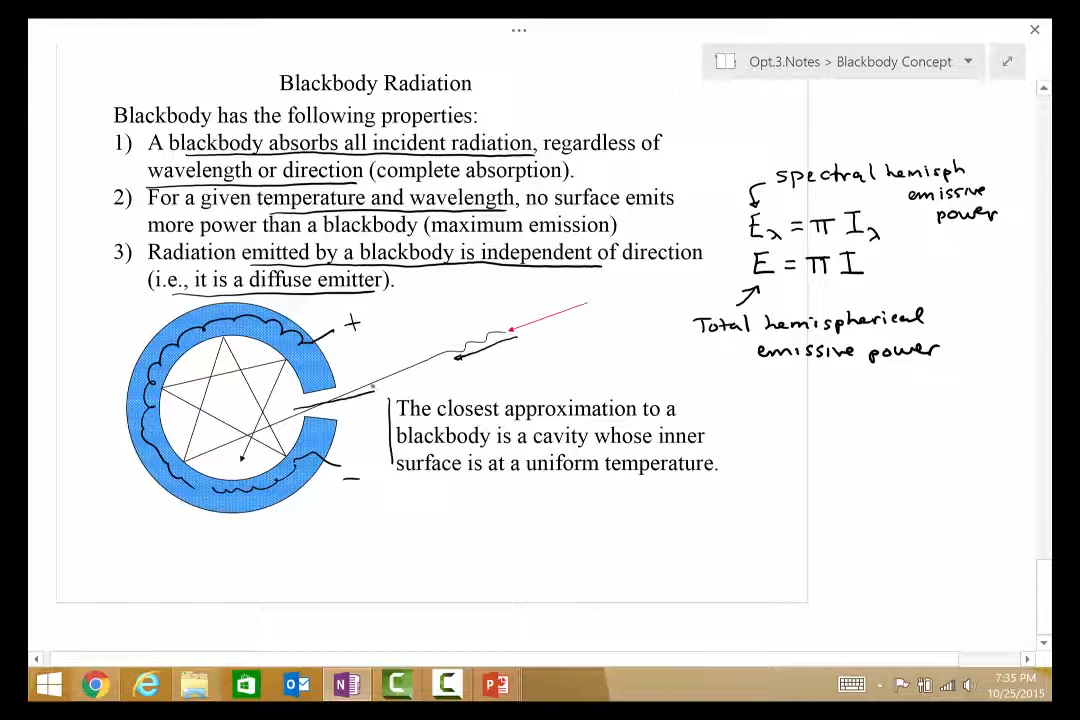 ...
Opt.3.Notes > Blackbody Concept
Blackbody Radiation
Blackbody has the following properties:
1) A blackbody absorbs all incident radiation, regardless of
wavelength or direction (complete absorption).
2) For a given temperature and wavelength, no surface emits
more power than a blackbody (maximum emission)
3) Radiation emitted by a blackbody is independent of direction
(i.e., it is a diffuse emitter).
+
-
The closest approximation to a
blackbody is a cavity whose inner
surface is at a uniform temperature.
spectral hemisph
emissive
power
Eλ = π Iλ
E = π I
Total hemispherical
emissive power
7:35 PM
10/25/2015